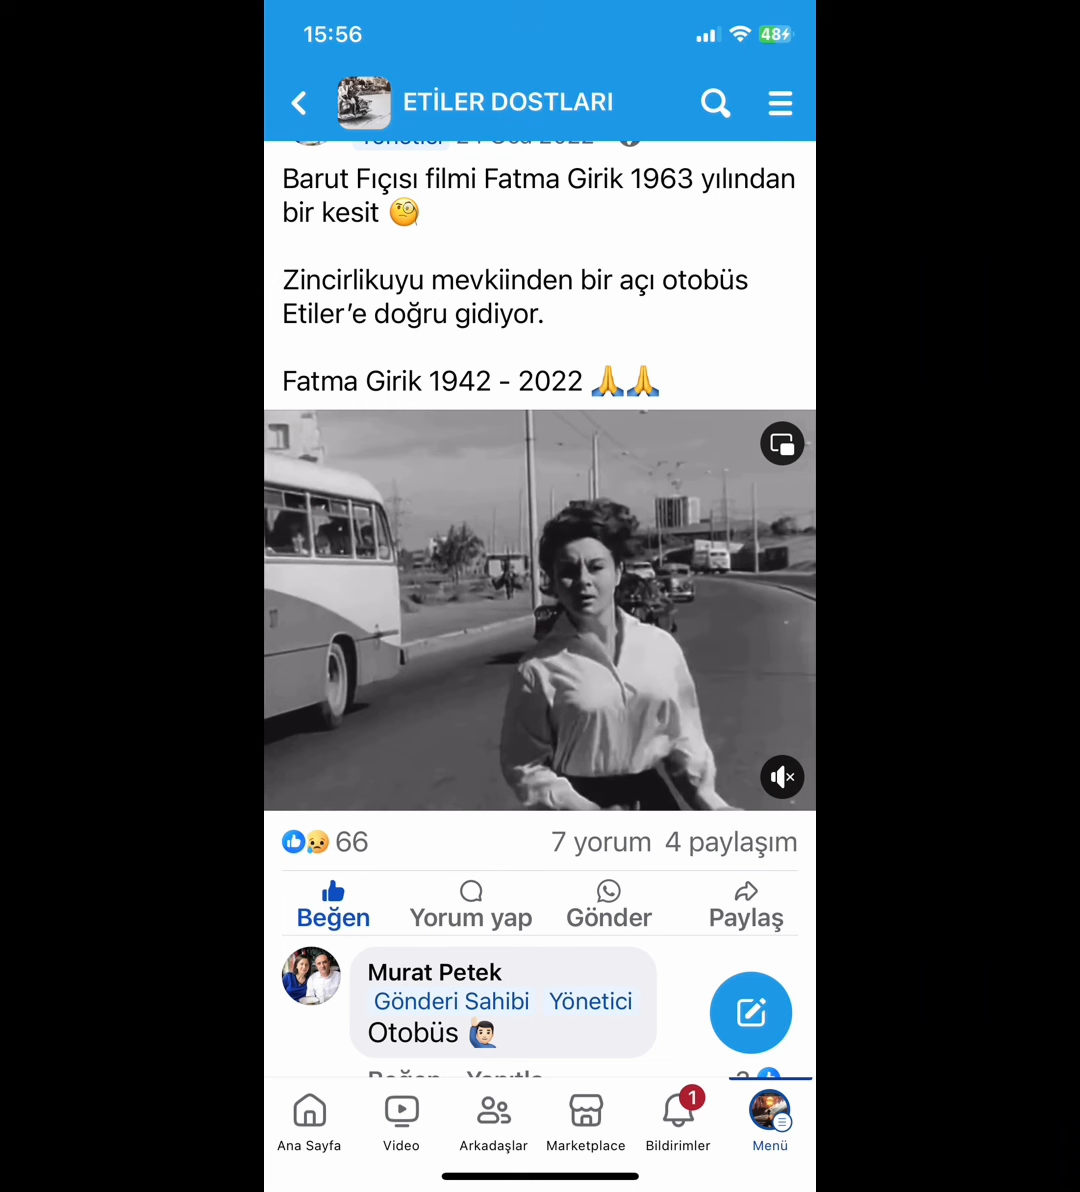 15:56
48
ETİLER DOSTLARI
Barut Fıçısı filmi Fatma Girik 1963 yılından
bir kesit 🧐
Zincirlikuyu mevkiinden bir açı otobüs
Etiler’e doğru gidiyor.
Fatma Girik 1942 - 2022 🙏🙏
66
7 yorum 4 paylaşım
Beğen Yorum yap Gönder Paylaş
Murat Petek
Gönderi Sahibi Yönetici
Otobüs 🙋🏻‍♂️
1
Ana Sayfa Video Arkadaşlar Marketplace Bildirimler Menü